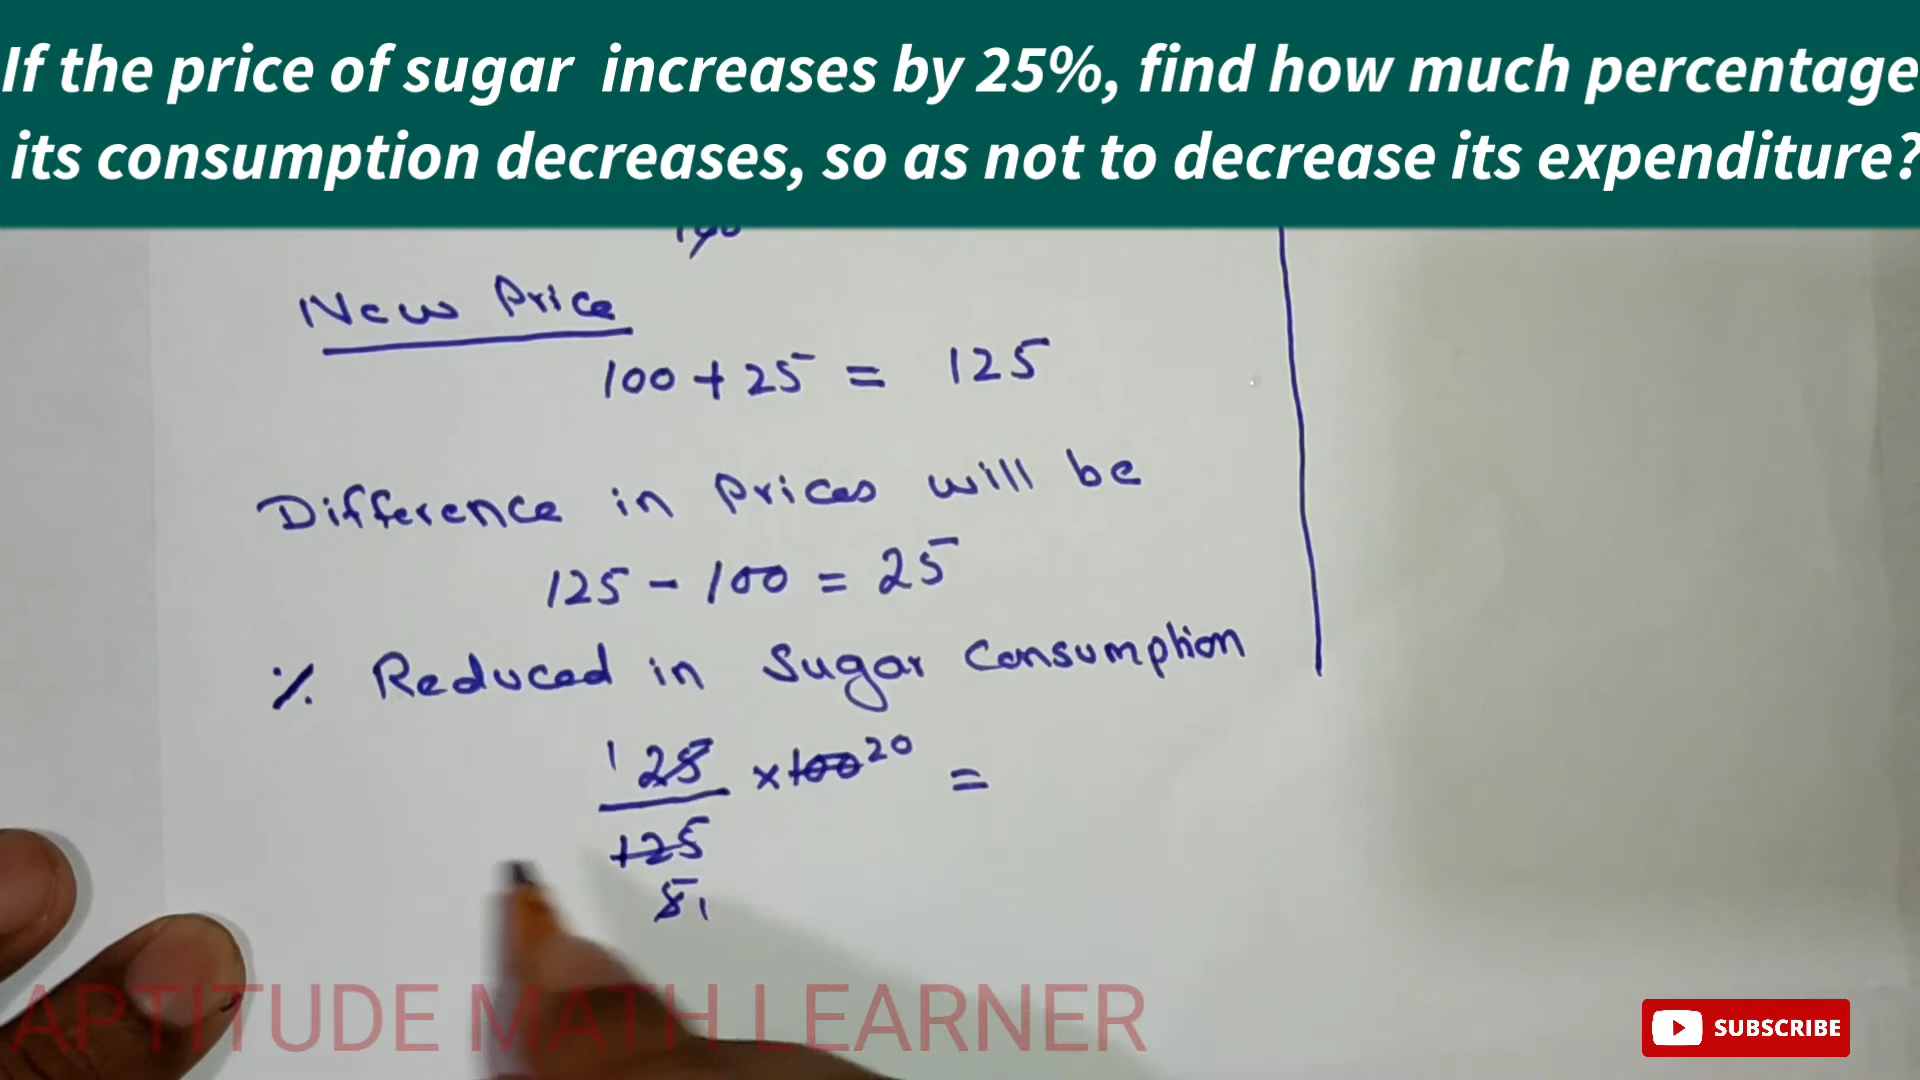 If the price of sugar increases by 25%, find how much percentage
its consumption decreases, so as not to decrease its expenditure?
New Price
100 + 25 = 125
Difference in Prices will be
125 - 100 = 25
% Reduced in Sugar Consumption
1 25 × 100 20 =
125
5 1
APTITUDE MATH LEARNER
SUBSCRIBE